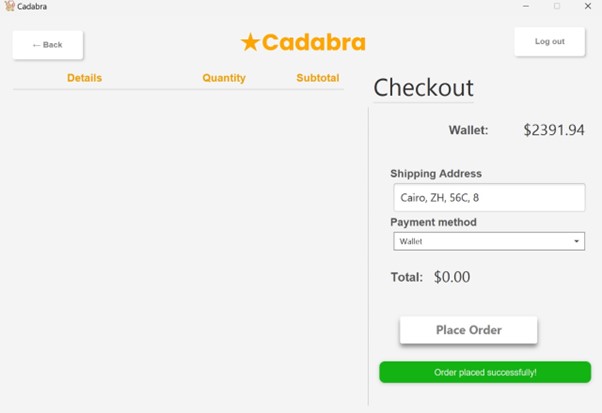 Cadabra
← Back
★Cadabra
Log out
Details Quantity Subtotal
Checkout
Wallet: $2391.94
Shipping Address
Cairo, ZH, 56C, 8
Payment method
Wallet
Total: $0.00
Place Order
Order placed successfully!